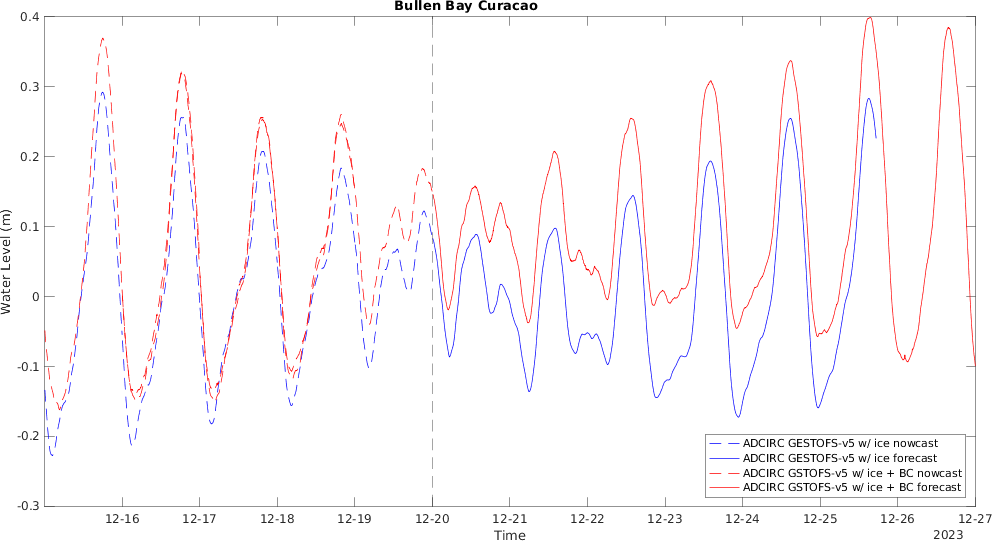 Bullen Bay Curacao
0.4
0.3
0.2
0.1
0
-0.1
-0.2
-0.3
Water Level (m)
12-16 12-17 12-18 12-19 12-20 12-21 12-22 12-23 12-24 12-25 12-26 12-27
Time
2023
ADCIRC GESTOFS-v5 w/ ice nowcast
ADCIRC GESTOFS-v5 w/ ice forecast
ADCIRC GSTOFS-v5 w/ ice + BC nowcast
ADCIRC GSTOFS-v5 w/ ice + BC forecast